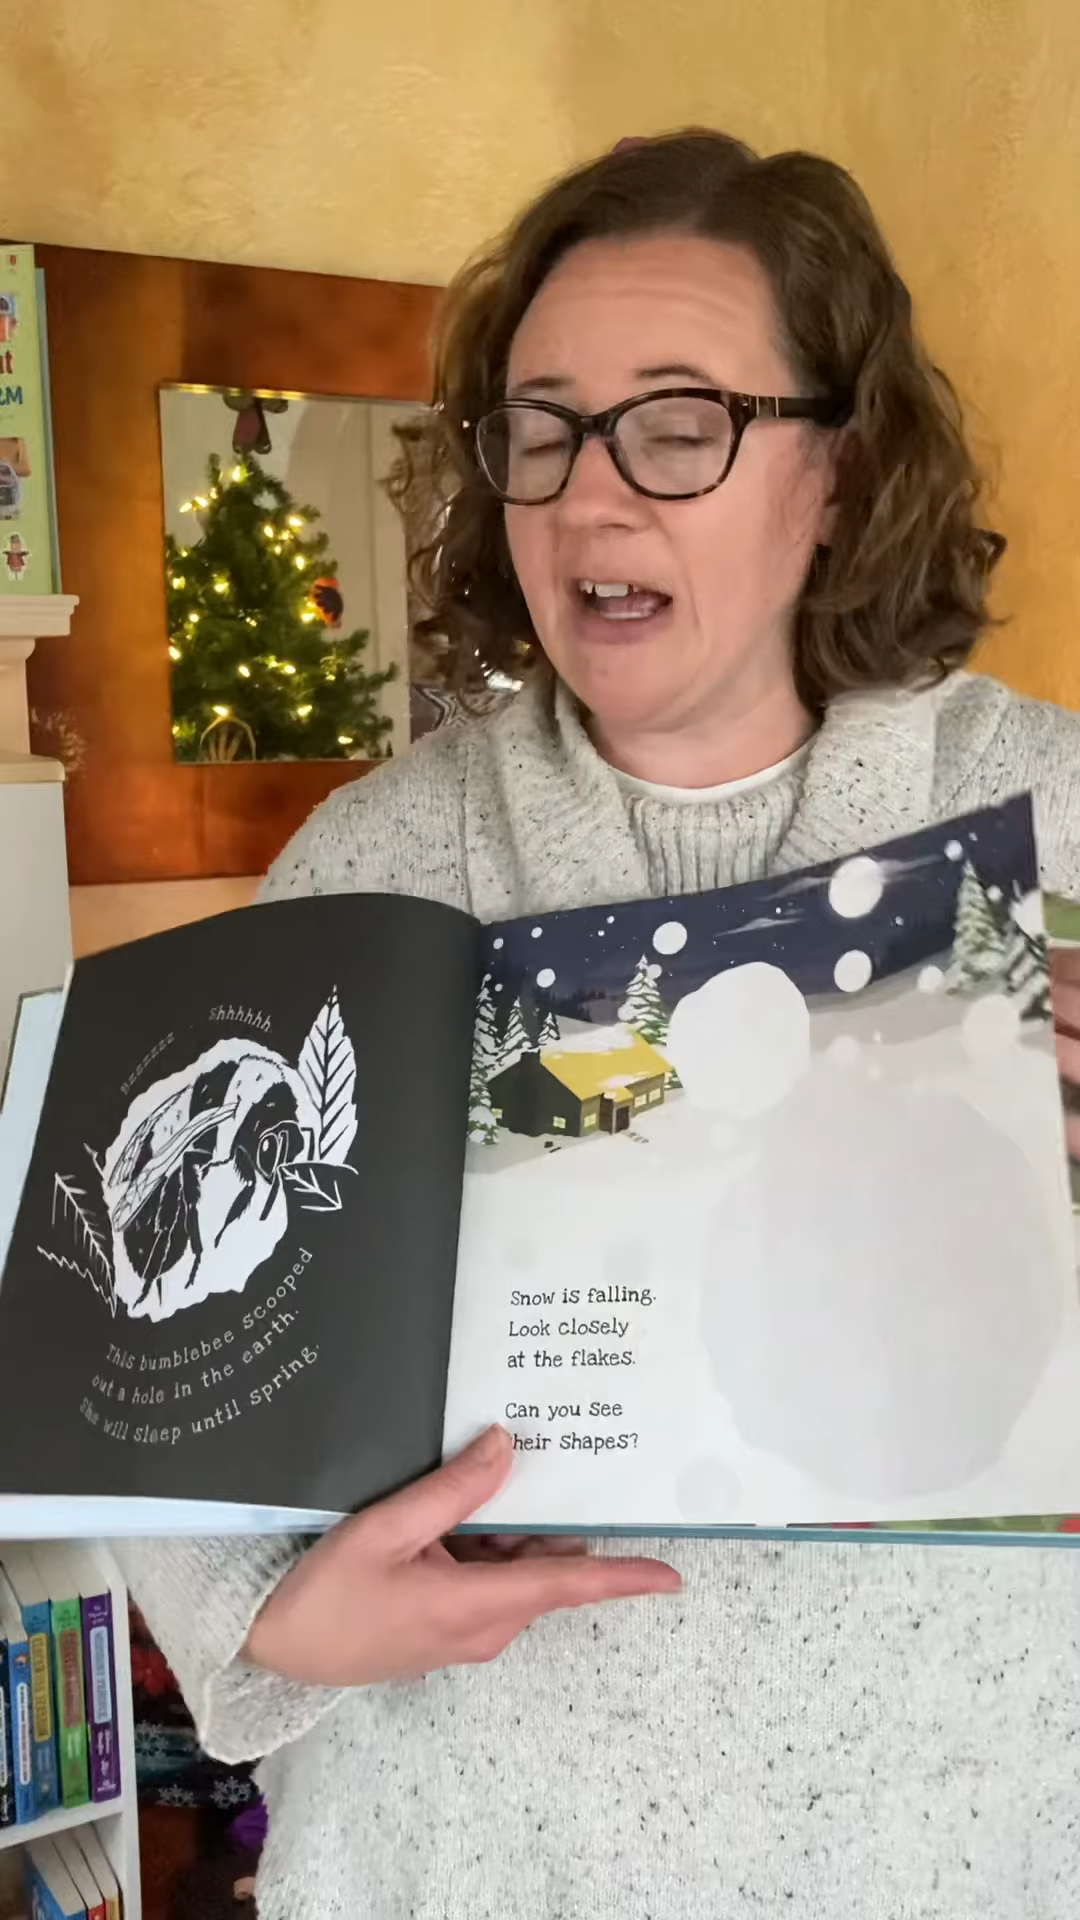 Bzzzzzz
Shhhhhh
This bumblebee scooped
out a hole in the earth.
She will sleep until spring.
Snow is falling.
Look closely
at the flakes.
Can you see
their shapes?